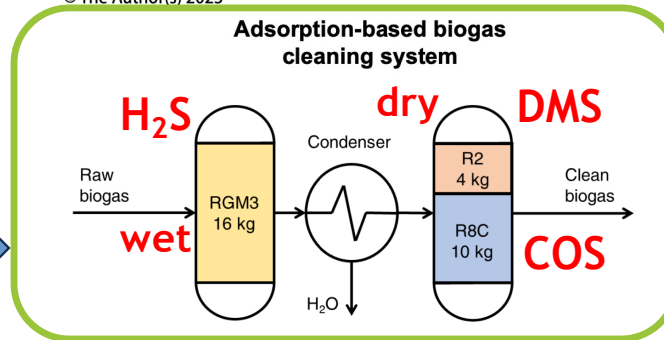 © The Author(s) 2023
Adsorption-based biogas
cleaning system
H₂S
dry
DMS
Condenser
Raw
biogas
RGM3
16 kg
R2
4 kg
Clean
biogas
wet
R8C
10 kg
COS
H₂O